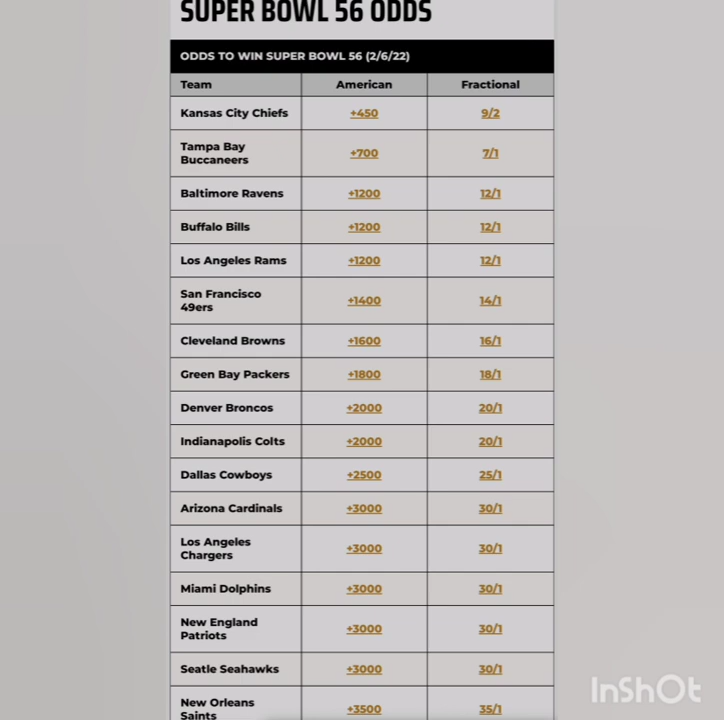 SUPER BOWL 56 ODDS
ODDS TO WIN SUPER BOWL 56 (2/6/22)
Team American Fractional
Kansas City Chiefs +450 9/2
Tampa Bay
Buccaneers +700 7/1
Baltimore Ravens +1200 12/1
Buffalo Bills +1200 12/1
Los Angeles Rams +1200 12/1
San Francisco
49ers +1400 14/1
Cleveland Browns +1600 16/1
Green Bay Packers +1800 18/1
Denver Broncos +2000 20/1
Indianapolis Colts +2000 20/1
Dallas Cowboys +2500 25/1
Arizona Cardinals +3000 30/1
Los Angeles
Chargers +3000 30/1
Miami Dolphins +3000 30/1
New England
Patriots +3000 30/1
Seatle Seahawks +3000 30/1
New Orleans
Saints +3500 35/1
InShOt